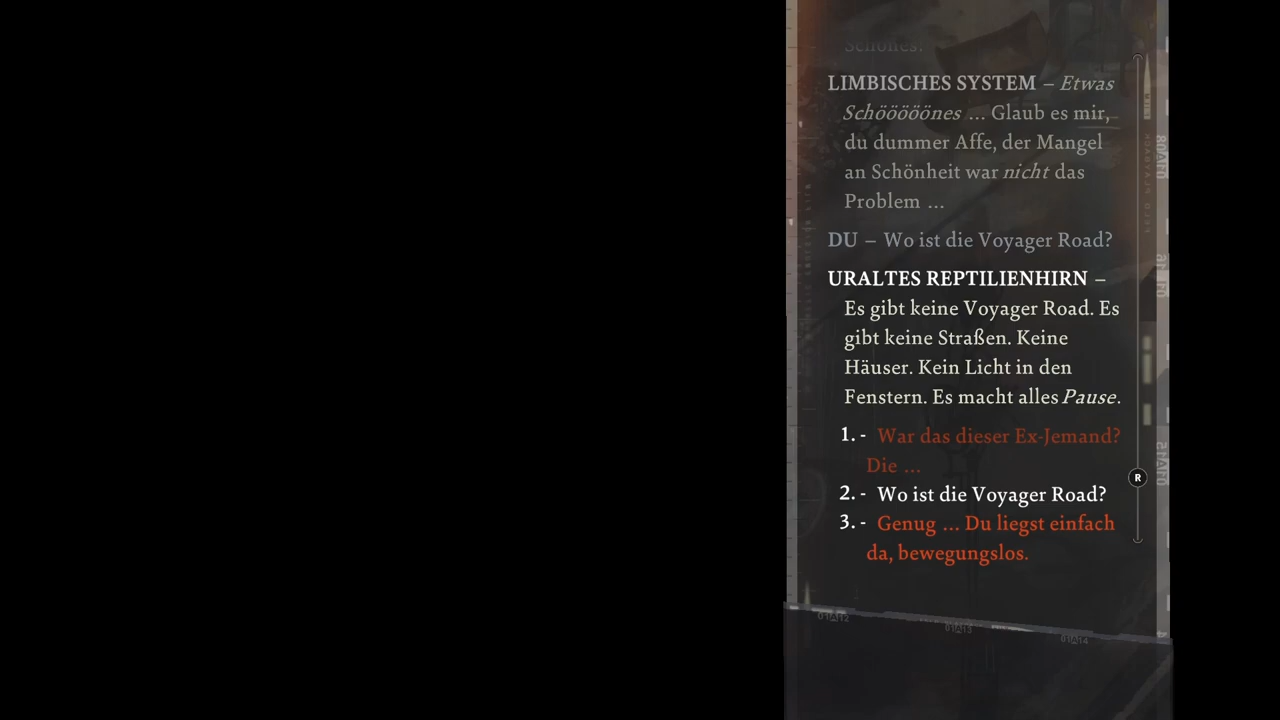 Schönes!
LIMBISCHES SYSTEM – Etwas
Schöööööönes ... Glaub es mir,
du dummer Affe, der Mangel
an Schönheit war nicht das
Problem ...
DU – Wo ist die Voyager Road?
URALTES REPTILIENHIRN –
Es gibt keine Voyager Road. Es
gibt keine Straßen. Keine
Häuser. Kein Licht in den
Fenstern. Es macht alles Pause.
1. - War das dieser Ex-Jemand?
Die ...
2. - Wo ist die Voyager Road?
3. - Genug ... Du liegst einfach
da, bewegungslos.
R